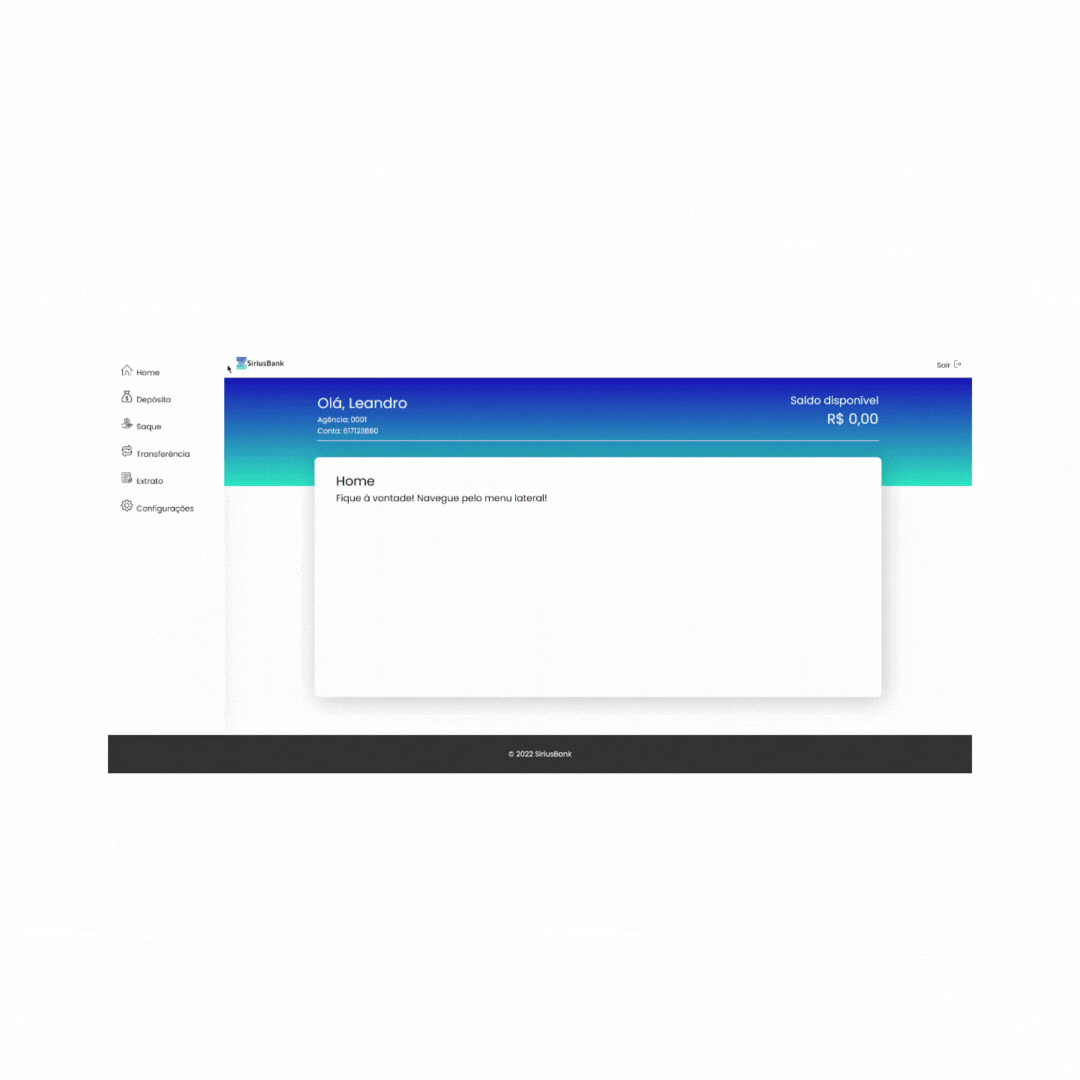 Home
Depósito
Saque
Transferência
Extrato
Configurações
SiriusBank
Sair
Olá, Leandro
Agência: 0001
Conta: 617123880
Saldo disponível
R$ 0,00
Home
Fique à vontade! Navegue pelo menu lateral!
© 2022 SiriusBank